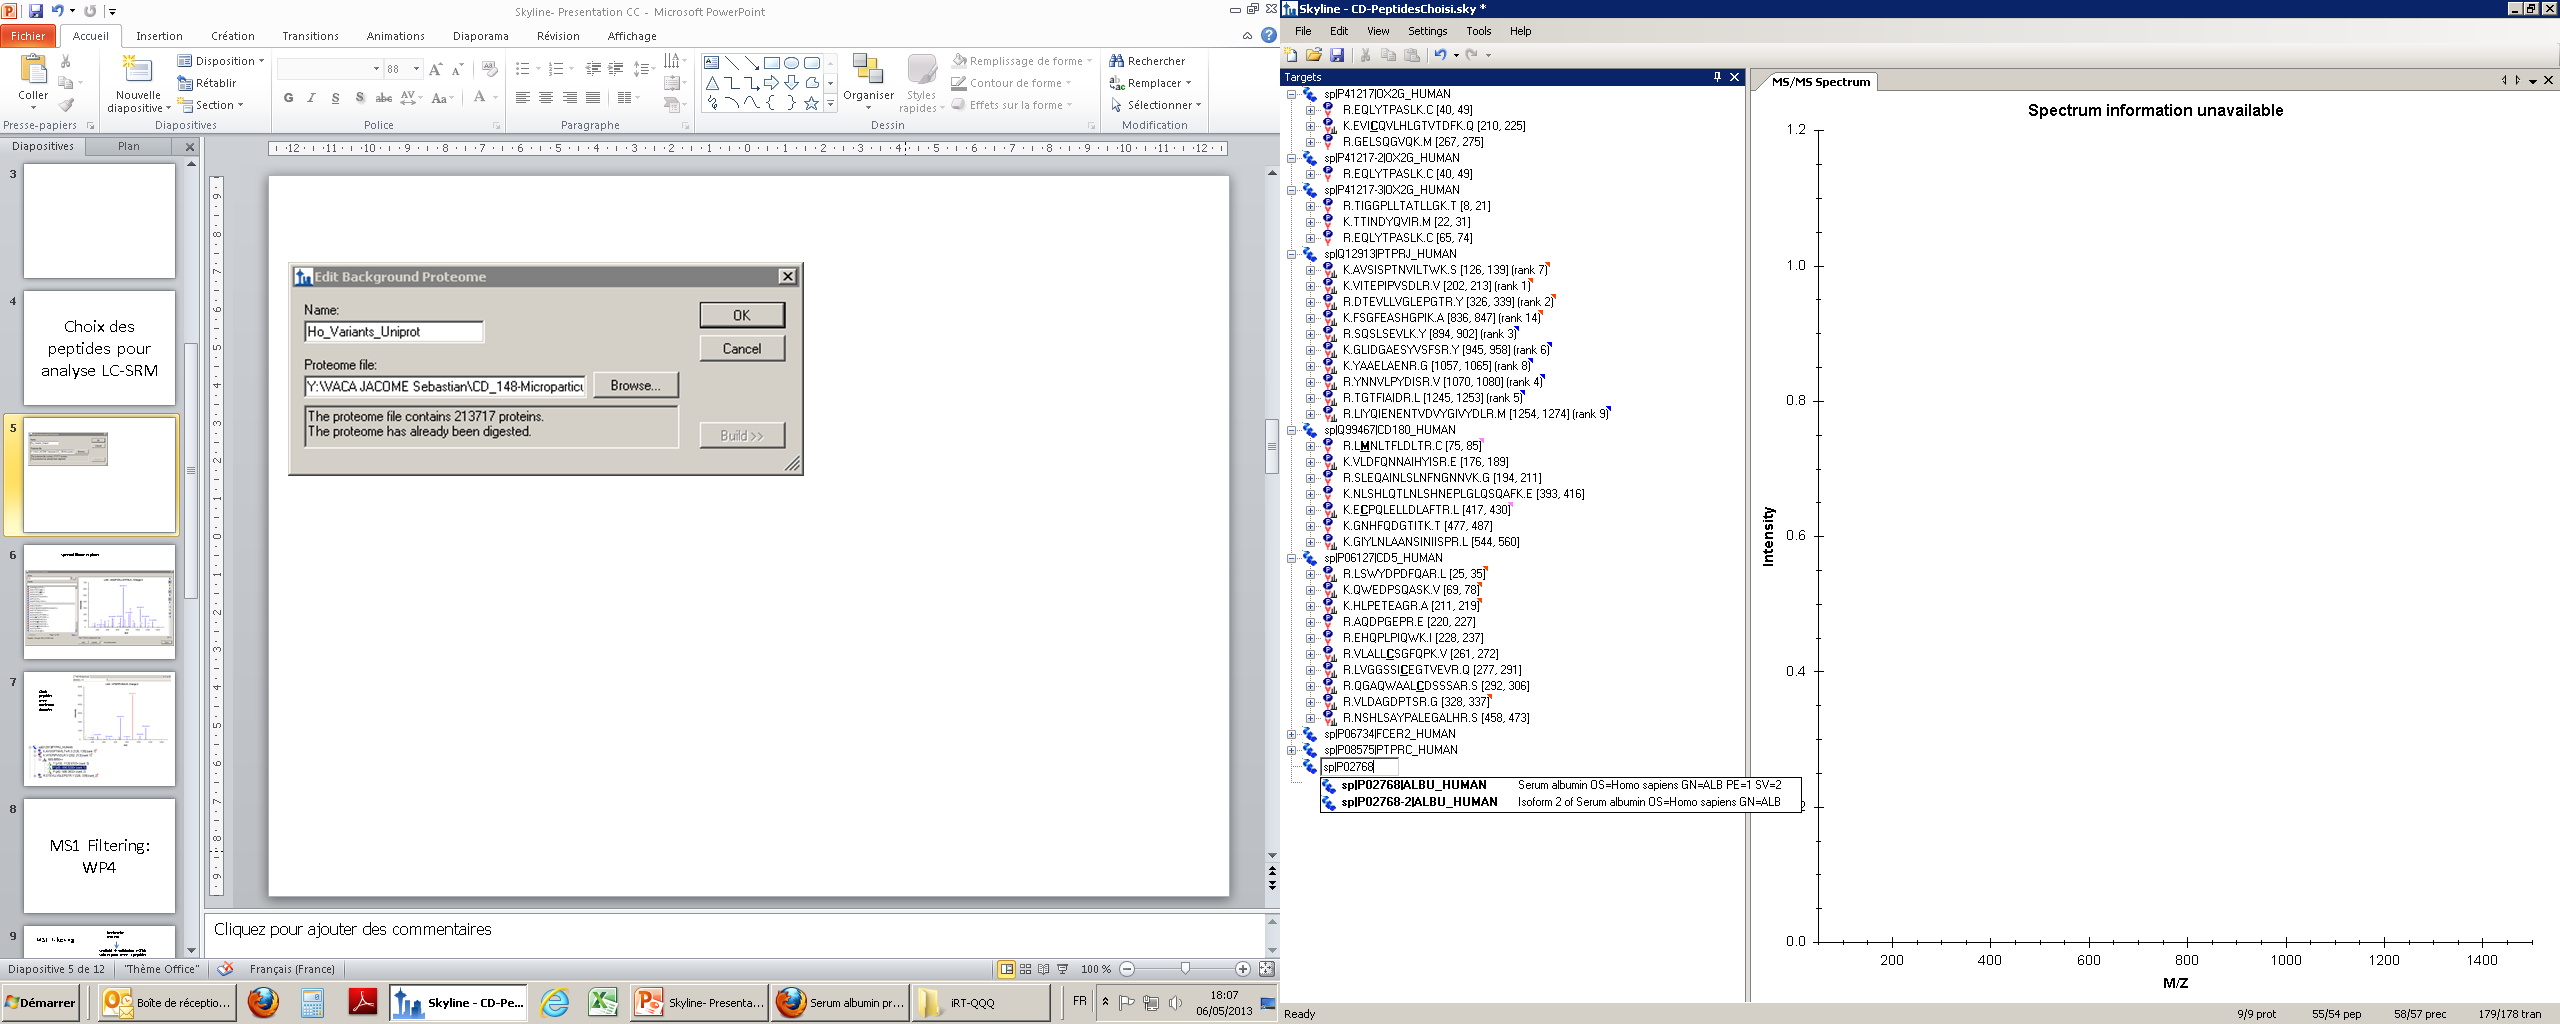 Skyline- Presentation CC - Microsoft PowerPoint
Fichier Accueil Insertion Création Transitions Animations Diaporama Révision Affichage
Coller
Presse-papiers
Nouvelle diapositive
Disposition
Rétablir
Section
Diapositives
88
G I S S abc AV Aa A
Police
Paragraphe
Organiser
Styles rapides
Remplissage de forme
Contour de forme
Effets sur la forme
Dessin
Rechercher
Remplacer
Sélectionner
Modification
Diapositives Plan
3
4
Choix des
peptides pour
analyse LC-SRM
5
6
7
8
MS1 Filtering:
WP4
9
Edit Background Proteome
Name:
Ho_Variants_Uniprot
Proteome file:
Y:\VACA JACOME Sebastian\CD_148-Microparticu
Browse...
The proteome file contains 213717 proteins.
The proteome has already been digested.
OK
Cancel
Build >>
Cliquez pour ajouter des commentaires
Diapositive 5 de 12 "Thème Office" Français (France) 100 %
Démarrer Boîte de réceptio... Skyline - CD-Pe... Skyline- Presenta... Serum albumin pr... iRT-QQQ FR 18:07
06/05/2013
Skyline - CD-PeptidesChoisi.sky *
File Edit View Settings Tools Help
Targets
sp|P41217|OX2G_HUMAN
R.EQLYTPASLK.C [40, 49]
K.EVICQVLHLGTVTDFK.Q [210, 225]
R.GELSQGVQK.M [267, 275]
sp|P41217-2|OX2G_HUMAN
R.EQLYTPASLK.C [40, 49]
sp|P41217-3|OX2G_HUMAN
R.TIGGPLLTATLLGK.T [8, 21]
K.TTINDYQVIR.M [22, 31]
R.EQLYTPASLK.C [65, 74]
sp|Q12913|PTPRJ_HUMAN
K.AVSISPTNVILTWK.S [126, 139] (rank 7)
K.VITEPIPVSDLR.V [202, 213] (rank 1)
R.DTEVLLVGLEPGTR.Y [326, 339] (rank 2)
K.FSGFEASHGPIK.A [836, 847] (rank 14)
R.SQSLSEVLK.Y [894, 902] (rank 3)
K.GLIDGAESYVSFSR.Y [945, 958] (rank 6)
K.YAAELAENR.G [1057, 1065] (rank 8)
R.YNNVLPYDISR.V [1070, 1080] (rank 4)
R.TGTFIAIDR.L [1245, 1253] (rank 5)
R.LIYQIENENTVDVYGIVYDLR.M [1254, 1274] (rank 9)
sp|Q99467|CD180_HUMAN
R.LMNLTFLDLTR.C [75, 85]
K.VLDFQNNAIHYISR.E [176, 189]
R.SLEQAINLSLNFNGNNVK.G [194, 211]
K.NLSHLQTLNLSHNEPLGLQSQAFK.E [393, 416]
K.ECPQLELLDLAFTR.L [417, 430]
K.GNHFQDGTITK.T [477, 487]
K.GIYLNLAANSINIISPR.L [544, 560]
sp|P06127|CD5_HUMAN
R.LSWYDPDFQAR.L [25, 35]
K.QWEDPSQASK.V [69, 78]
K.HLPETEAGR.A [211, 219]
R.AQDPGEPR.E [220, 227]
R.EHQPLPIQWK.I [228, 237]
R.VLALLCSGFQPK.V [261, 272]
R.LVGGSSICEGTVEVR.Q [277, 291]
R.QGAQWAALCDSSSAR.S [292, 306]
R.VLDAGDPTSR.G [328, 337]
R.NSHLSAYPALEGALHR.S [458, 473]
sp|P06734|FCER2_HUMAN
sp|P08575|PTPRC_HUMAN
sp|P02768
sp|P02768|ALBU_HUMAN Serum albumin OS=Homo sapiens GN=ALB PE=1 SV=2
sp|P02768-2|ALBU_HUMAN Isoform 2 of Serum albumin OS=Homo sapiens GN=ALB
MS/MS Spectrum
Spectrum information unavailable
1.2
1.0
0.8
0.6
0.4
2
0.0
Intensity
200 400 600 800 1000 1200 1400
M/Z
Ready 9/9 prot 55/54 pep 58/57 prec 179/178 tran